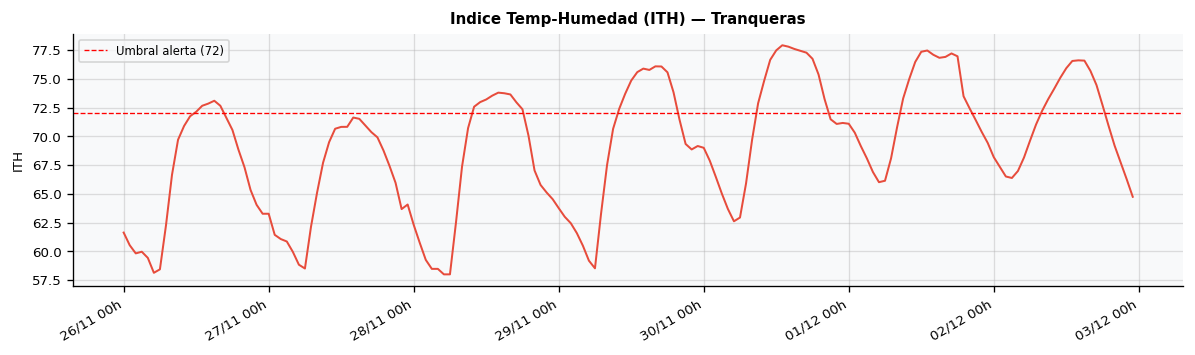 Indice Temp-Humedad (ITH) — Tranqueras
Umbral alerta (72)
ITH
77.5
75.0
72.5
70.0
67.5
65.0
62.5
60.0
57.5
26/11 00h
27/11 00h
28/11 00h
29/11 00h
30/11 00h
01/12 00h
02/12 00h
03/12 00h